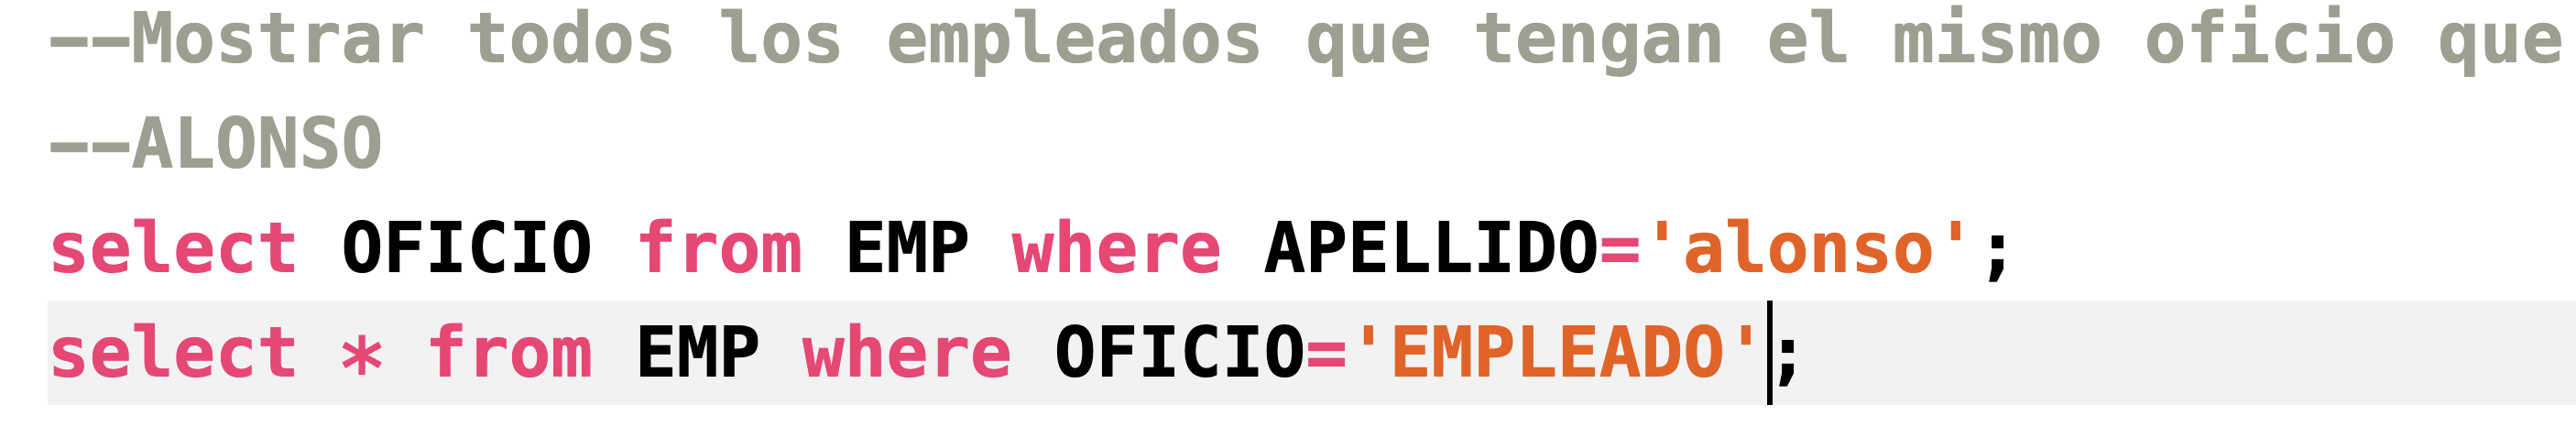 --Mostrar todos los empleados que tengan el mismo oficio que
--ALONSO
select OFICIO from EMP where APELLIDO='alonso';
select * from EMP where OFICIO='EMPLEADO';